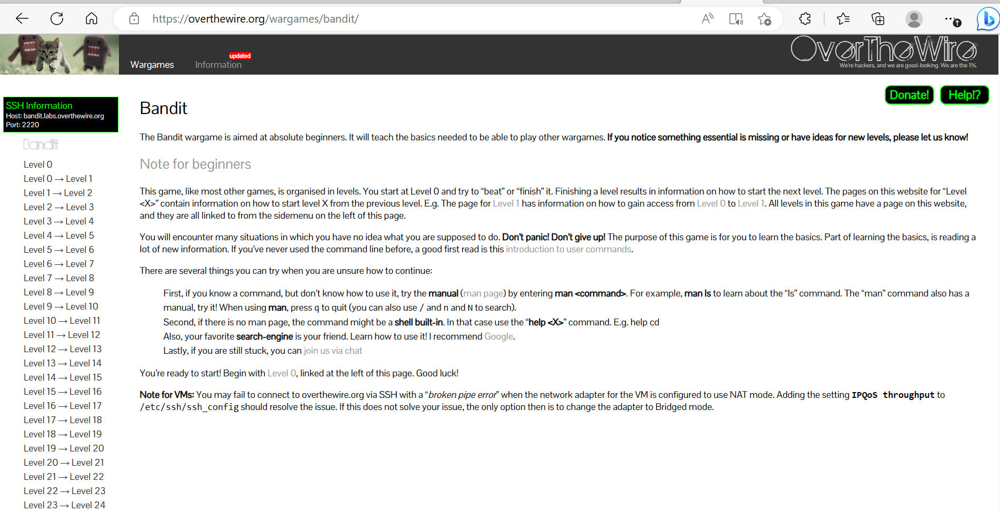 https://overthewire.org/wargames/bandit/
Wargames
Information
updated
OverTheWire
We're hackers, and we are good-looking. We are the 1%.
Donate!
Help!?
SSH Information
Host: bandit.labs.overthewire.org
Port: 2220
Bandit
Level 0
Level 0 → Level 1
Level 1 → Level 2
Level 2 → Level 3
Level 3 → Level 4
Level 4 → Level 5
Level 5 → Level 6
Level 6 → Level 7
Level 7 → Level 8
Level 8 → Level 9
Level 9 → Level 10
Level 10 → Level 11
Level 11 → Level 12
Level 12 → Level 13
Level 13 → Level 14
Level 14 → Level 15
Level 15 → Level 16
Level 16 → Level 17
Level 17 → Level 18
Level 18 → Level 19
Level 19 → Level 20
Level 20 → Level 21
Level 21 → Level 22
Level 22 → Level 23
Level 23 → Level 24
Bandit
The Bandit wargame is aimed at absolute beginners. It will teach the basics needed to be able to play other wargames. If you notice something essential is missing or have ideas for new levels, please let us know!
Note for beginners
This game, like most other games, is organised in levels. You start at Level 0 and try to “beat” or “finish” it. Finishing a level results in information on how to start the next level. The pages on this website for “Level
<X>” contain information on how to start level X from the previous level. E.g. The page for Level 1 has information on how to gain access from Level 0 to Level 1. All levels in this game have a page on this website,
and they are all linked to from the sidemenu on the left of this page.
You will encounter many situations in which you have no idea what you are supposed to do. Don’t panic! Don’t give up! The purpose of this game is for you to learn the basics. Part of learning the basics, is reading a
lot of new information. If you’ve never used the command line before, a good first read is this introduction to user commands.
There are several things you can try when you are unsure how to continue:
First, if you know a command, but don’t know how to use it, try the manual (man page) by entering man <command>. For example, man ls to learn about the “ls” command. The “man” command also has a
manual, try it! When using man, press q to quit (you can also use / and n and N to search).
Second, if there is no man page, the command might be a shell built-in. In that case use the “help <X>” command. E.g. help cd
Also, your favorite search-engine is your friend. Learn how to use it! I recommend Google.
Lastly, if you are still stuck, you can join us via chat
You’re ready to start! Begin with Level 0, linked at the left of this page. Good luck!
Note for VMs: You may fail to connect to overthewire.org via SSH with a “broken pipe error” when the network adapter for the VM is configured to use NAT mode. Adding the setting IPQoS throughput to
/etc/ssh/ssh_config should resolve the issue. If this does not solve your issue, the only option then is to change the adapter to Bridged mode.